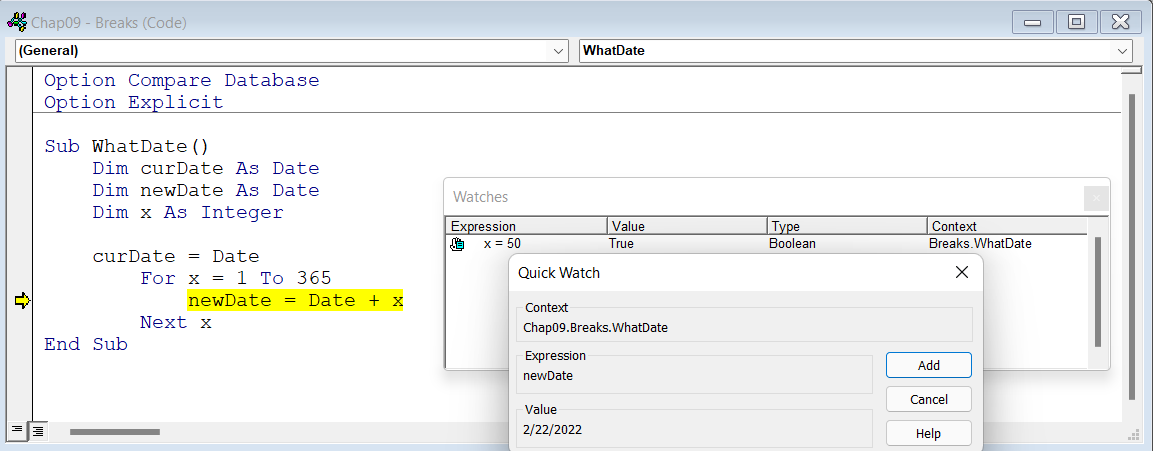 Chap09 - Breaks (Code)
(General) WhatDate
Option Compare Database
Option Explicit
Sub WhatDate()
Dim curDate As Date
Dim newDate As Date
Dim x As Integer
curDate = Date
For x = 1 To 365
newDate = Date + x
Next x
End Sub
Watches
Expression Value Type Context
x = 50 True Boolean Breaks.WhatDate
Quick Watch
Context
Chap09.Breaks.WhatDate
Expression
newDate
Value
2/22/2022
Add
Cancel
Help